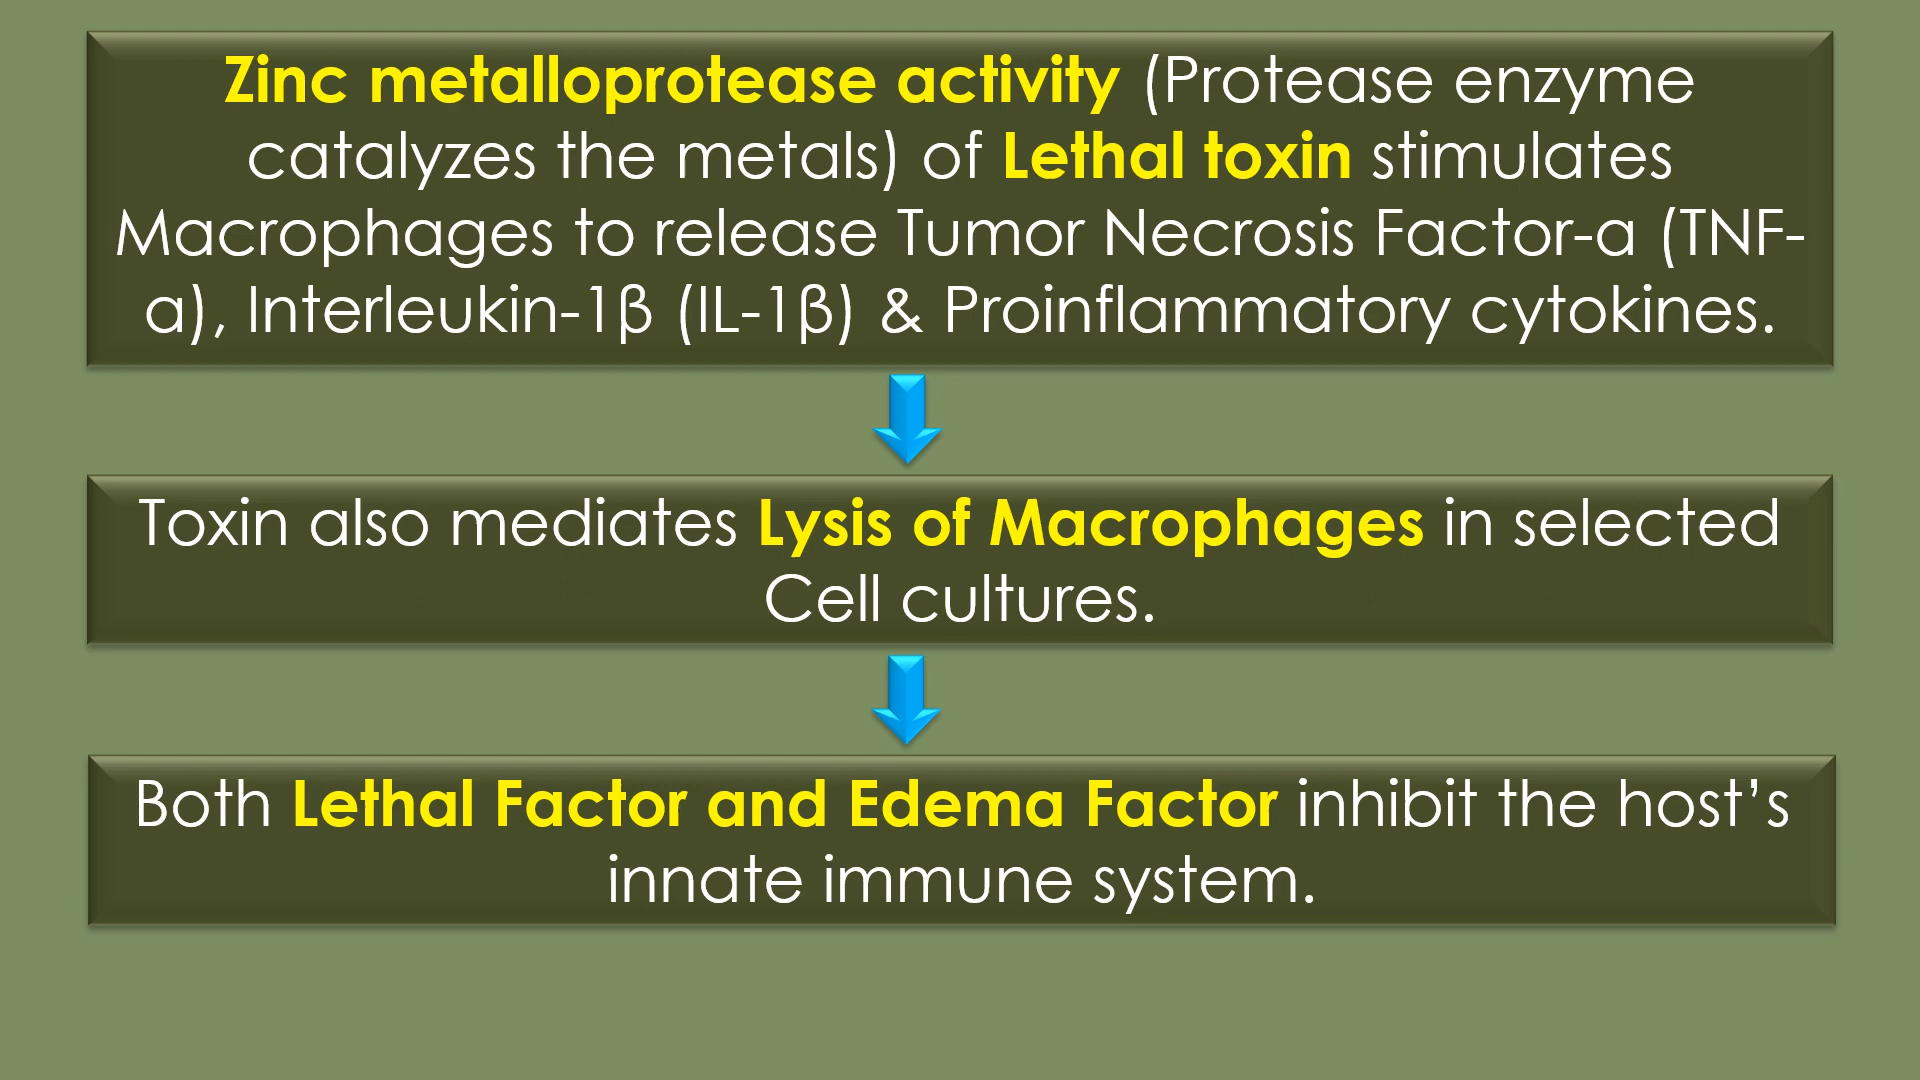 Zinc metalloprotease activity (Protease enzyme
catalyzes the metals) of Lethal toxin stimulates
Macrophages to release Tumor Necrosis Factor-α (TNF-
α), Interleukin-1β (IL-1β) & Proinflammatory cytokines.
Toxin also mediates Lysis of Macrophages in selected
Cell cultures.
Both Lethal Factor and Edema Factor inhibit the host’s
innate immune system.